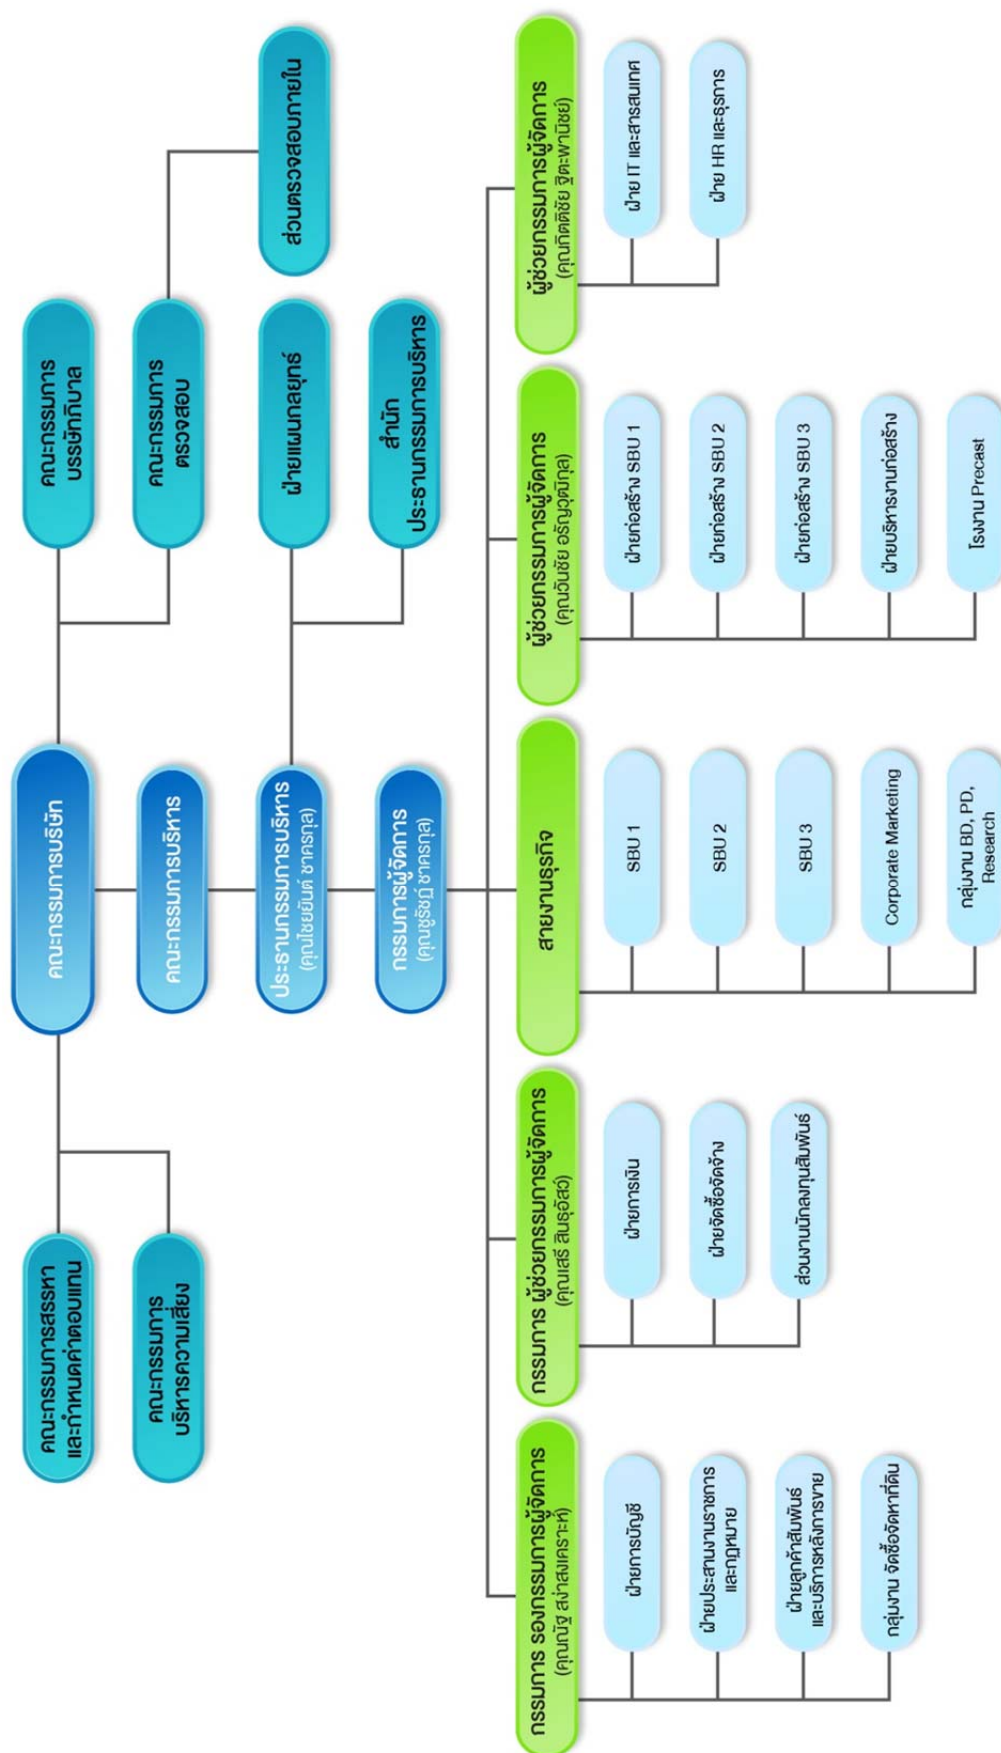 คณะกรรมการบริษัท
คณะกรรมการสรรหา
และกำหนดค่าตอบแทน
คณะกรรมการ
บริหารความเสี่ยง
คณะกรรมการ
บรรษัทภิบาล
คณะกรรมการ
ตรวจสอบ
ส่วนตรวจสอบภายใน
คณะกรรมการบริหาร
ประธานกรรมการบริหาร
(คุณไชยยันต์ ชาครกุล)
ฝ่ายแผนกลยุทธ์
สำนัก
ประธานกรรมการบริหาร
กรรมการผู้จัดการ
(คุณชูรัชฏ์ ชาครกุล)
กรรมการ รองกรรมการผู้จัดการ
(คุณณัฐ สง่าสงเคราะห์)
ฝ่ายการบัญชี
ฝ่ายประสานงานราชการ
และกฎหมาย
ฝ่ายลูกค้าสัมพันธ์
และบริการหลังการขาย
กลุ่มงาน จัดซื้อจัดหาที่ดิน
กรรมการ ผู้ช่วยกรรมการผู้จัดการ
(คุณเสรี สินธุอัสว์)
ฝ่ายการเงิน
ฝ่ายจัดซื้อจัดจ้าง
ส่วนงานนักลงทุนสัมพันธ์
สายงานธุรกิจ
SBU 1
SBU 2
SBU 3
Corporate Marketing
กลุ่มงาน BD, PD,
Research
ผู้ช่วยกรรมการผู้จัดการ
(คุณวันชัย อรัญวุฒิกุล)
ฝ่ายก่อสร้าง SBU 1
ฝ่ายก่อสร้าง SBU 2
ฝ่ายก่อสร้าง SBU 3
ฝ่ายบริหารงานก่อสร้าง
โรงงาน Precast
ผู้ช่วยกรรมการผู้จัดการ
(คุณกิตติชัย ฐิตะพานิชย์)
ฝ่าย IT และสารสนเทศ
ฝ่าย HR และธุรการ